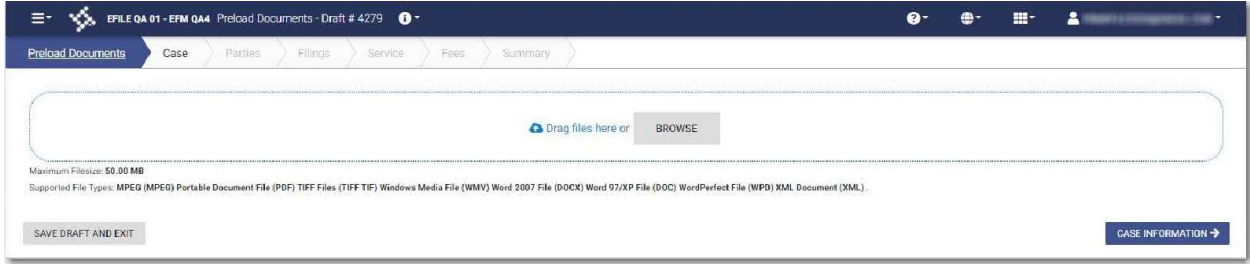 EFILE QA 01 - EFM QA4 Preload Documents - Draft # 4279
Preload Documents Case Parties Filings Service Fees Summary
Drag files here or BROWSE
Maximum Filesize: 50.00 MB
Supported File Types: MPEG (MPEG) Portable Document File (PDF) TIFF Files (TIFF TIF) Windows Media File (WMV) Word 2007 File (DOCX) Word 97/XP File (DOC) WordPerfect File (WPD) XML Document (XML) .
SAVE DRAFT AND EXIT CASE INFORMATION